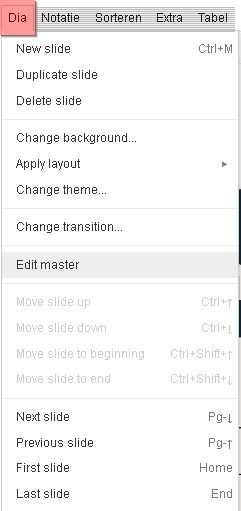 Dia Notatie Sorteren Extra Tabel
New slide Ctrl+M
Duplicate slide
Delete slide
Change background...
Apply layout ►
Change theme...
Change transition...
Edit master
Move slide up Ctrl+↑
Move slide down Ctrl+↓
Move slide to beginning Ctrl+Shift+↑
Move slide to end Ctrl+Shift+↓
Next slide Pg-↓
Previous slide Pg-↑
First slide Home
Last slide End